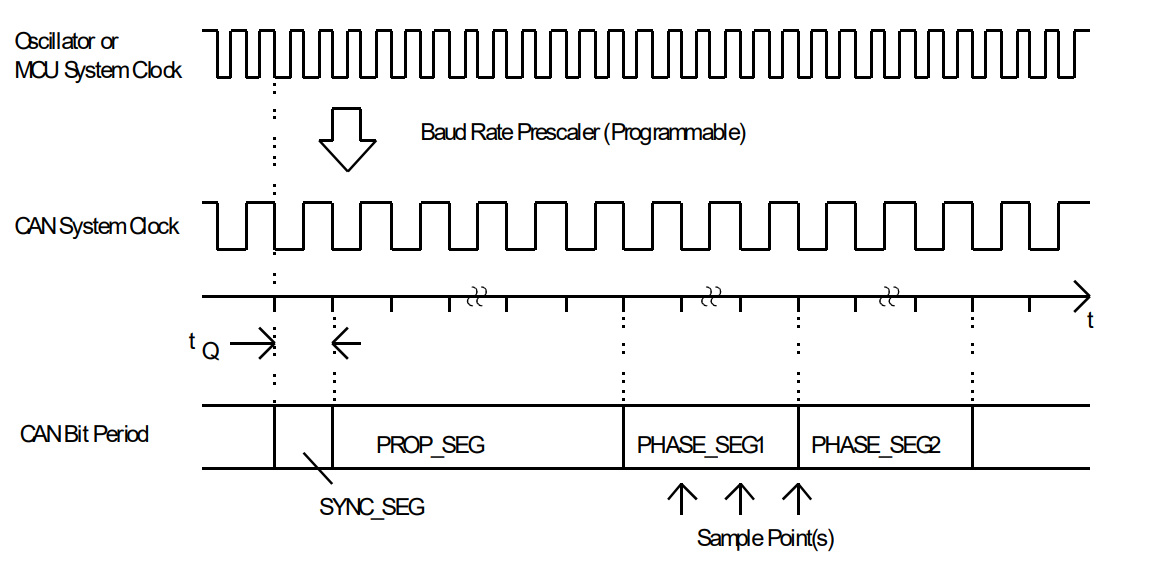 Oscillator or
MCU System Clock
Baud Rate Prescaler (Programmable)
CAN System Clock
t
t Q
CAN Bit Period
PROP_SEG
PHASE_SEG1
PHASE_SEG2
SYNC_SEG
Sample Point(s)